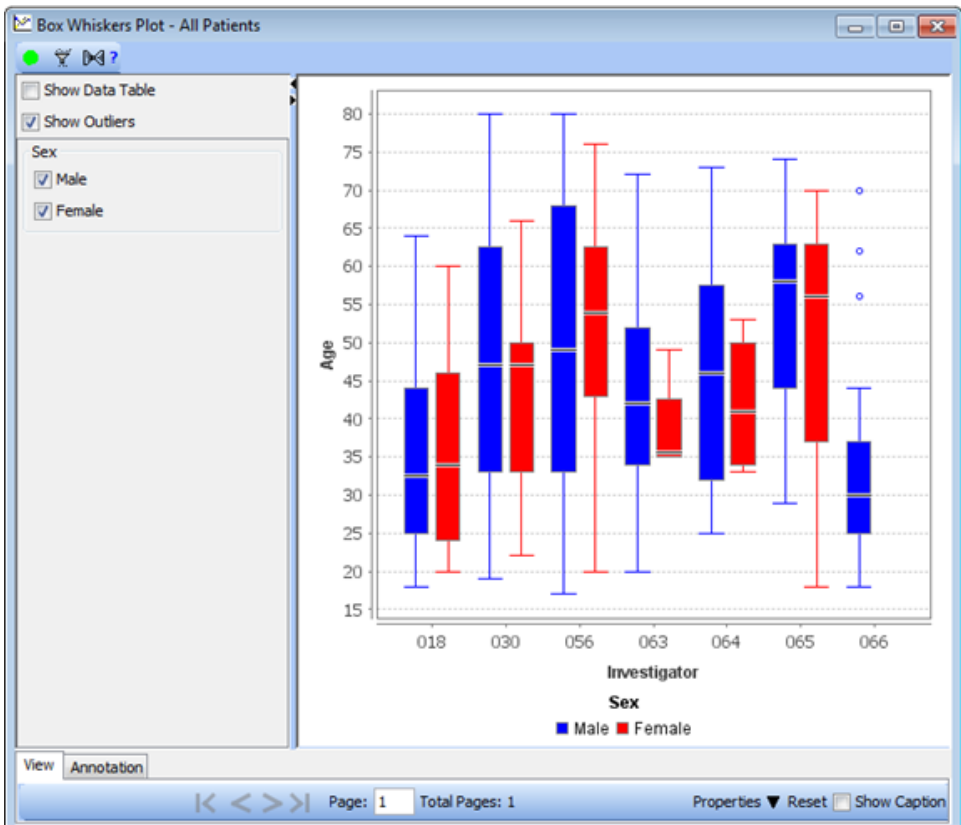 Box Whiskers Plot - All Patients
?
Show Data Table
Show Outliers
Sex
Male
Female
80
75
70
65
60
55
50
45
40
35
30
25
20
15
Age
018 030 056 063 064 065 066
Investigator
Sex
Male Female
View Annotation
Page: 1 Total Pages: 1 Properties ▼ Reset Show Caption